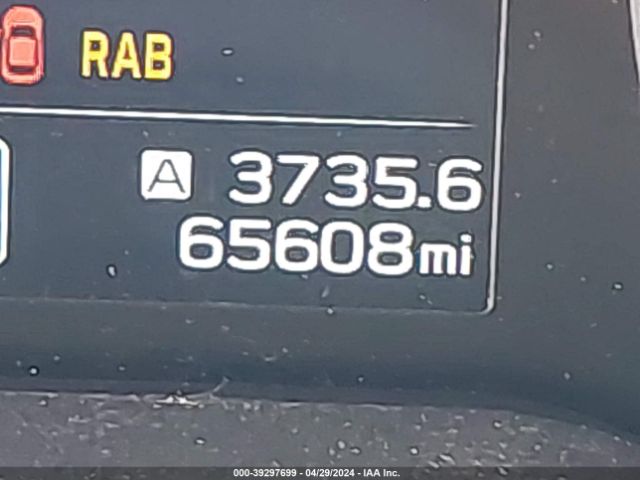 RAB
A 3735.6
65608mi
000-39297699 - 04/29/2024 - IAA Inc.